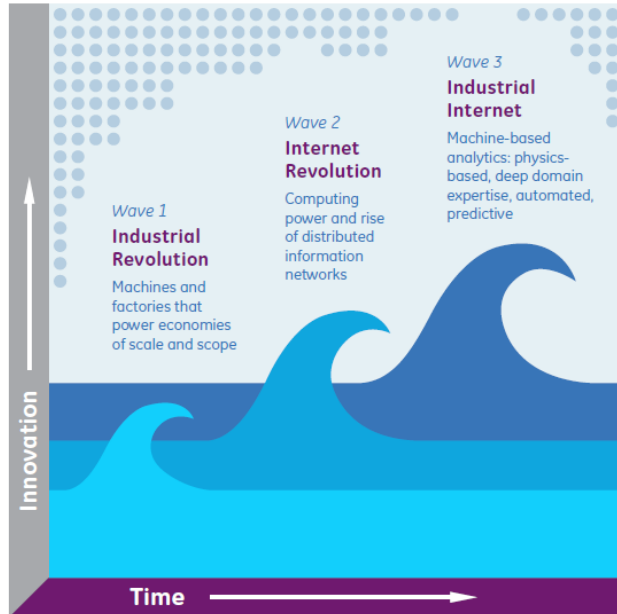 Wave 1
Industrial
Revolution
Machines and
factories that
power economies
of scale and scope
Wave 2
Internet
Revolution
Computing
power and rise
of distributed
information
networks
Wave 3
Industrial
Internet
Machine-based
analytics: physics-
based, deep domain
expertise, automated,
predictive
Innovation
Time